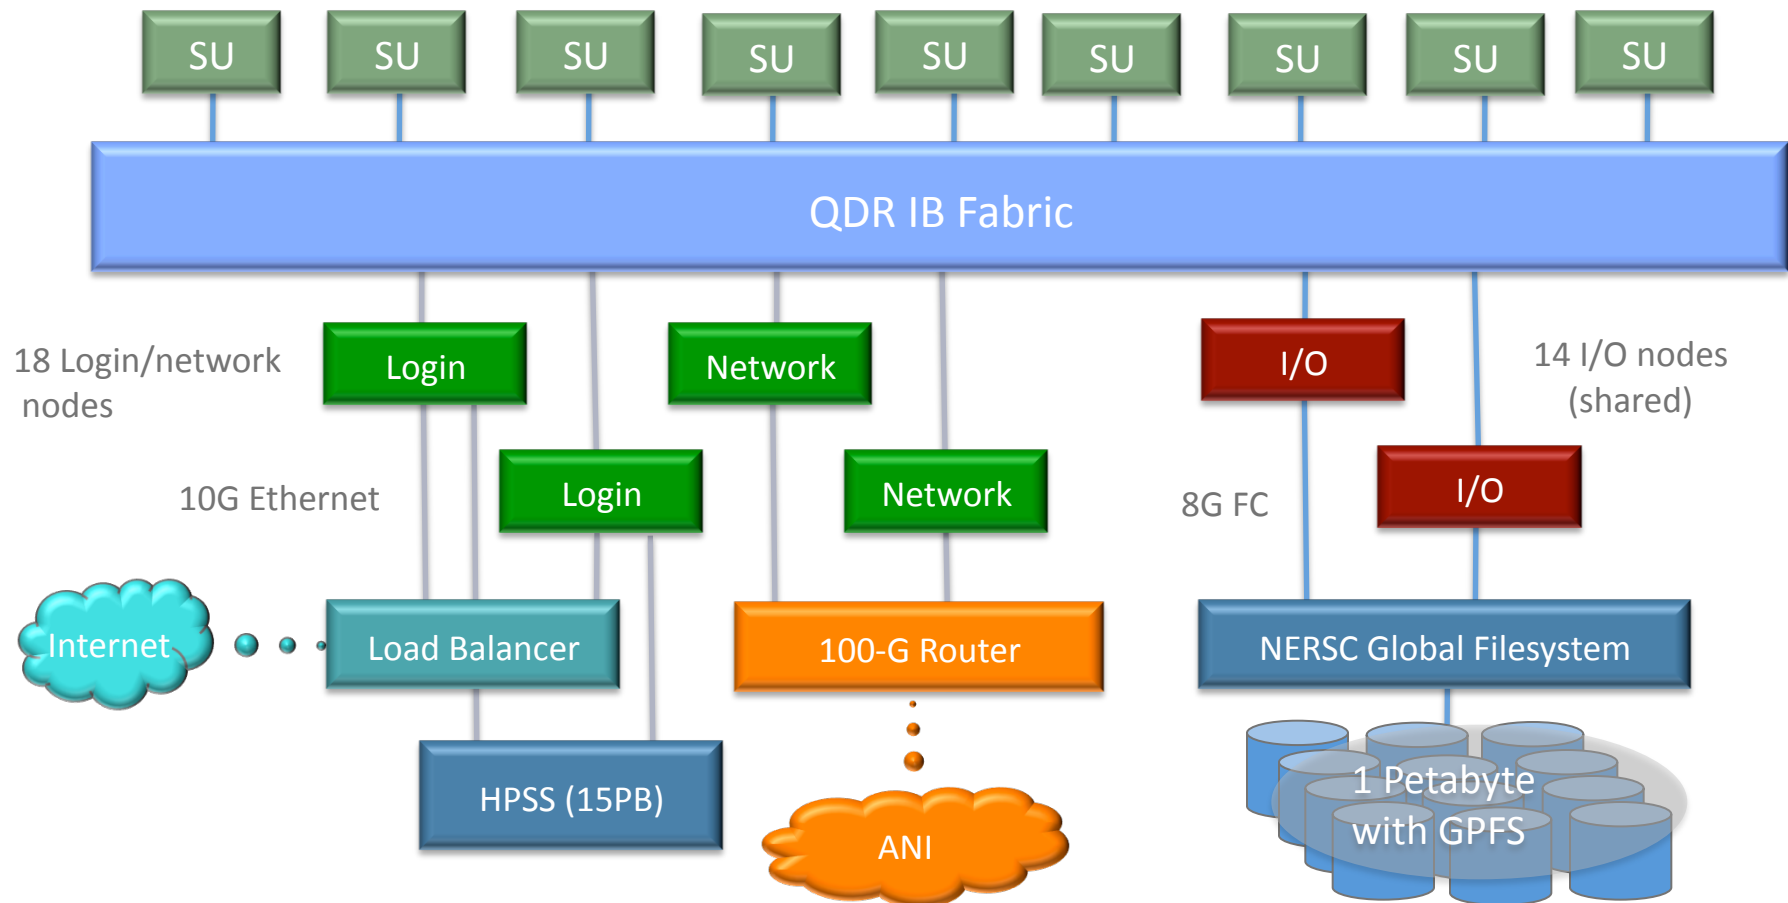 SU
SU
SU
SU
SU
SU
SU
SU
SU
QDR IB Fabric
18 Login/network
nodes
Login
Network
I/O
14 I/O nodes
(shared)
10G Ethernet
Login
Network
8G FC
I/O
Internet
Load Balancer
100-G Router
NERSC Global Filesystem
HPSS (15PB)
ANI
1 Petabyte
with GPFS